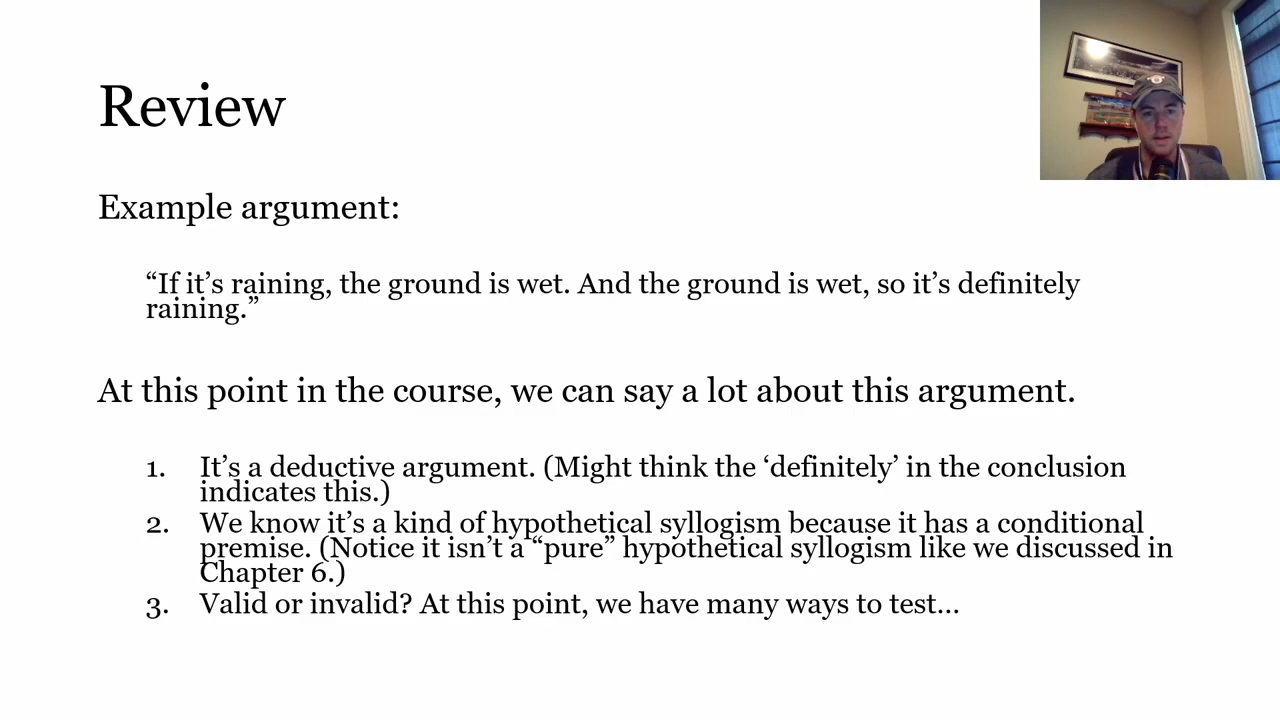 Review
Example argument:
“If it’s raining, the ground is wet. And the ground is wet, so it’s definitely
raining.”
At this point in the course, we can say a lot about this argument.
1. It’s a deductive argument. (Might think the ‘definitely’ in the conclusion
indicates this.)
2. We know it’s a kind of hypothetical syllogism because it has a conditional
premise. (Notice it isn’t a “pure” hypothetical syllogism like we discussed in
Chapter 6.)
3. Valid or invalid? At this point, we have many ways to test…